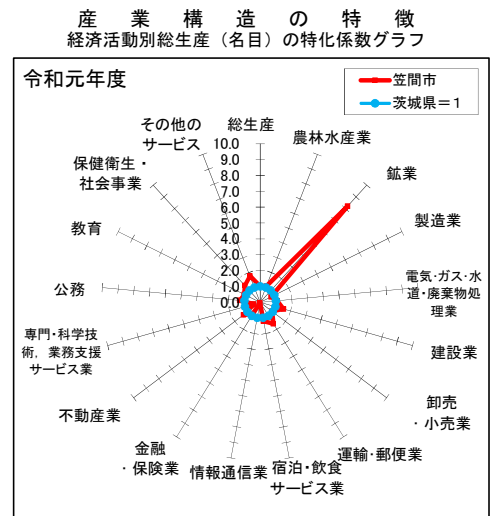 産業構造の特徴
経済活動別総生産（名目）の特化係数グラフ
令和元年度
笠間市
茨城県＝1
総生産
農林水産業
鉱業
製造業
電気･ガス･水
道･廃棄物処
理業
建設業
卸売
・小売業
運輸･郵便業
宿泊・飲食
サービス業
情報通信業
金融
・保険業
不動産業
専門・科学技
術，業務支援
サービス業
公務
教育
保健衛生・
社会事業
その他の
サービス
10.0
9.0
8.0
7.0
6.0
5.0
4.0
3.0
2.0
1.0
0.0